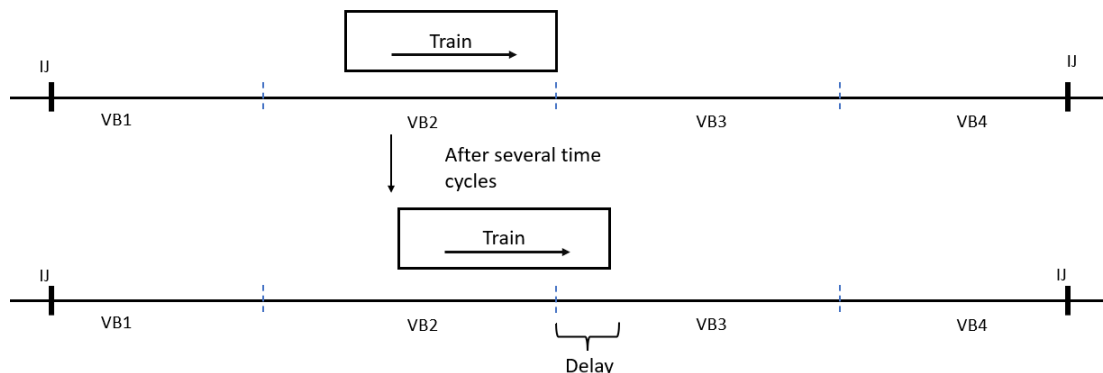 Train
IJ
IJ
VB1 VB2 VB3 VB4
After several time
cycles
Train
IJ
IJ
VB1 VB2 VB3 VB4
Delay